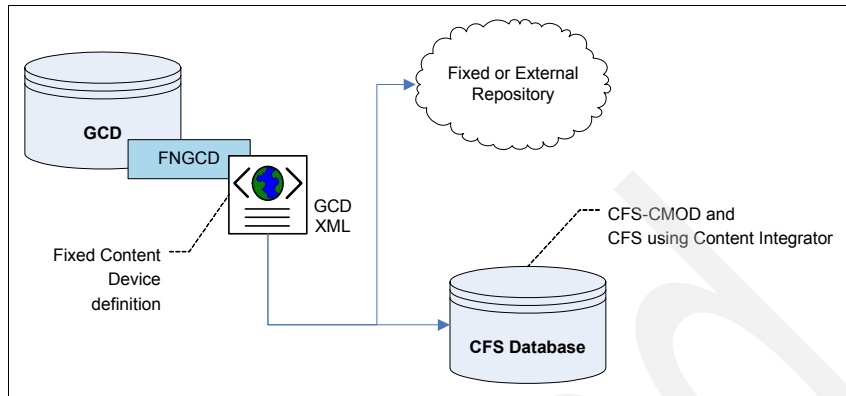 Fixed or External
Repository
GCD
FNGCD
GCD
XML
CFS-CMOD and
CFS using Content Integrator
Fixed Content
Device
definition
CFS Database